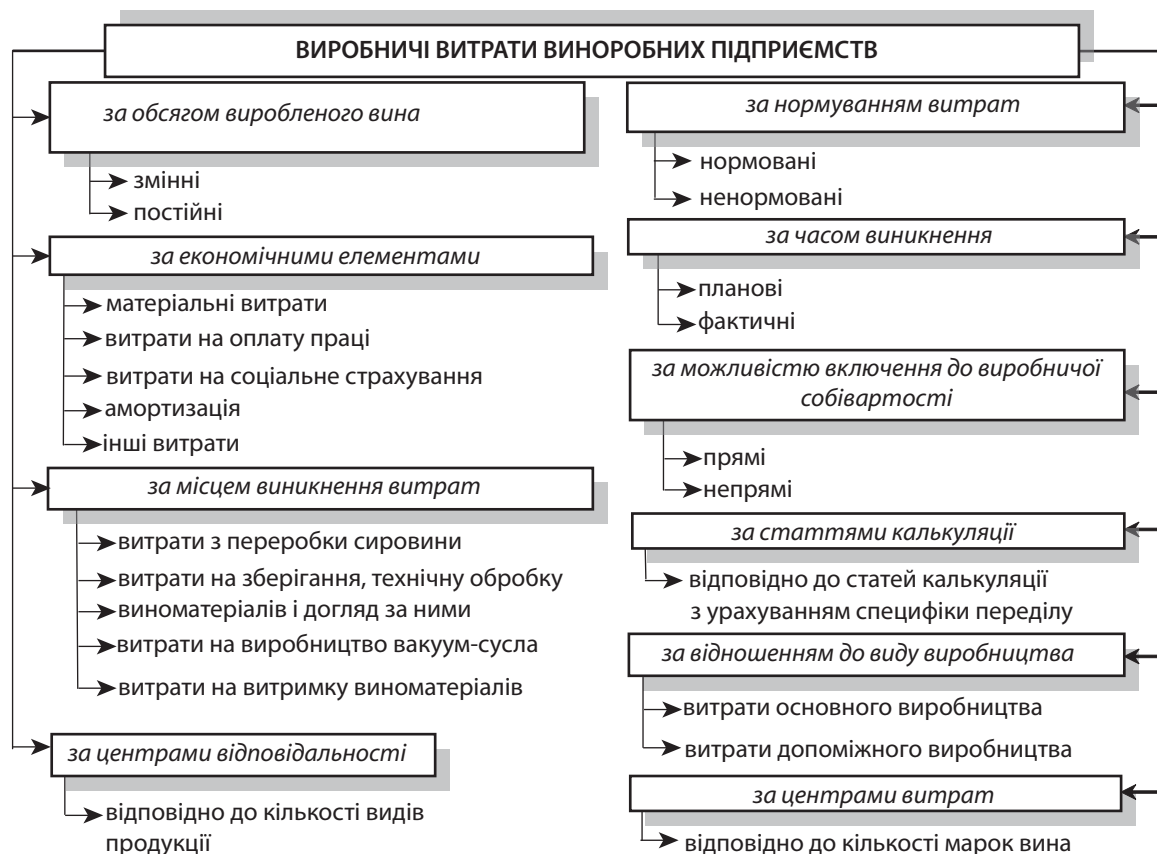 ВИРОБНИЧІ ВИТРАТИ ВИНОРОБНИХ ПІДПРИЄМСТВ
за обсягом виробленого вина
змінні
постійні
за економічними елементами
матеріальні витрати
витрати на оплату праці
витрати на соціальне страхування
амортизація
інші витрати
за місцем виникнення витрат
витрати з переробки сировини
витрати на зберігання, технічну обробку
виноматеріалів і догляд за ними
витрати на виробництво вакуум-сусла
витрати на витримку виноматеріалів
за центрами відповідальності
відповідно до кількості видів
продукції
за нормуванням витрат
нормовані
ненормовані
за часом виникнення
планові
фактичні
за можливістю включення до виробничої
собівартості
прямі
непрямі
за статтями калькуляції
відповідно до статей калькуляції
з урахуванням специфіки переділу
за відношенням до виду виробництва
витрати основного виробництва
витрати допоміжного виробництва
за центрами витрат
відповідно до кількості марок вина